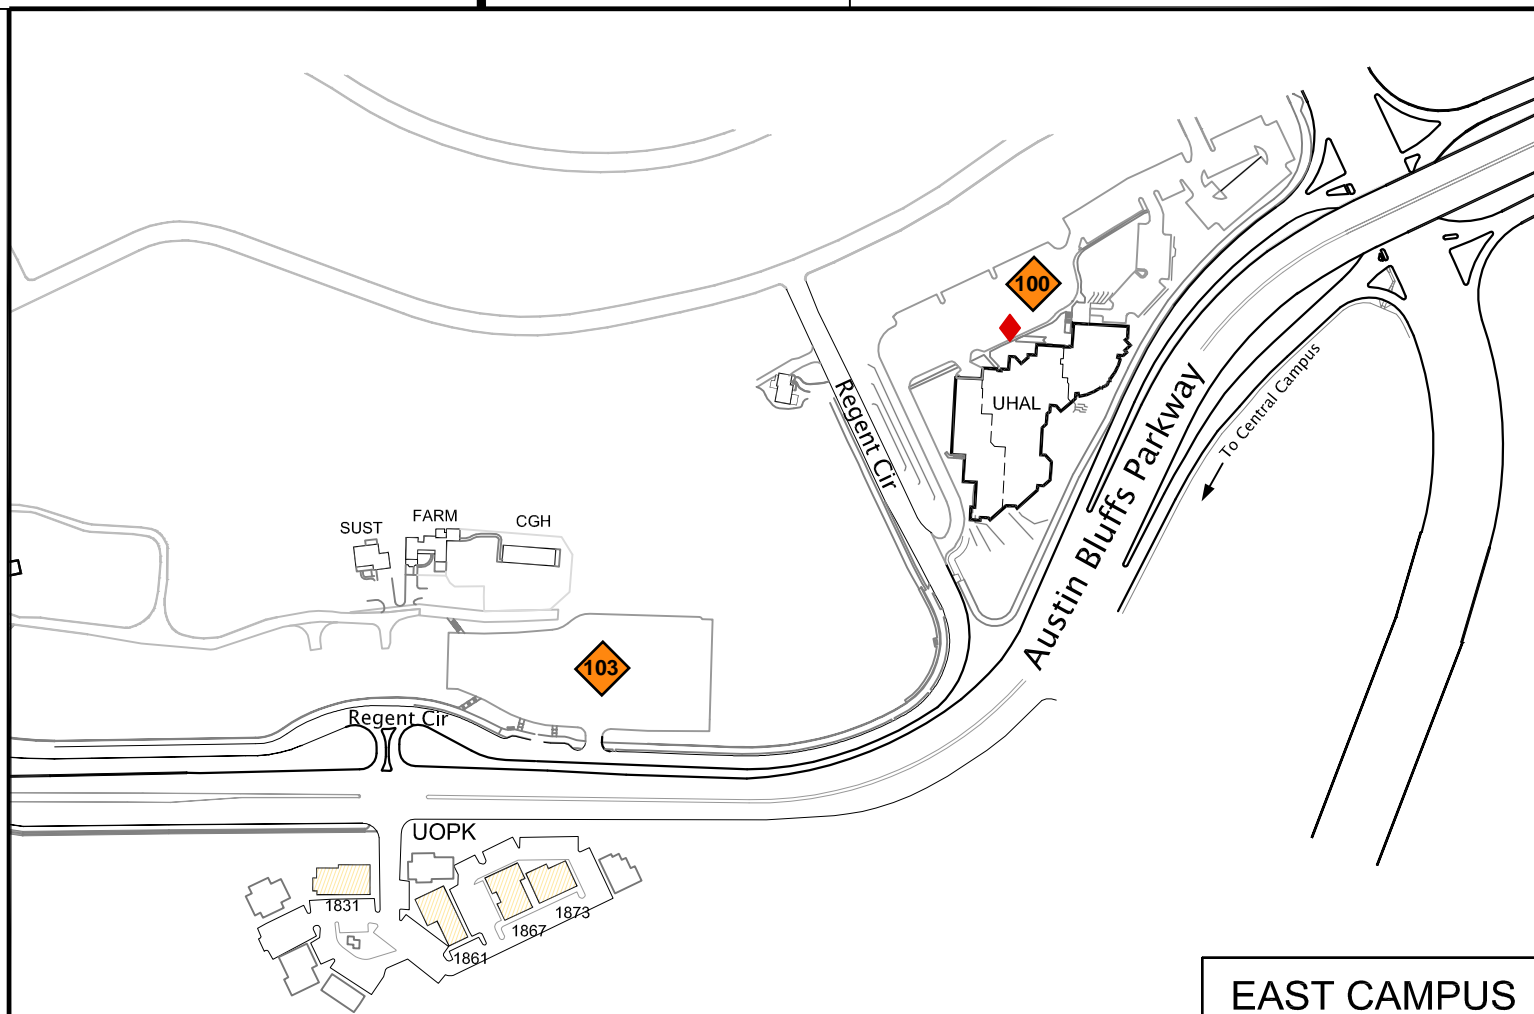 100
UHAL
Regent Cir
Austin Bluffs Parkway
To Central Campus
SUST
FARM
CGH
103
Regent Cir
UOPK
1831
1861
1867
1873
EAST CAMPUS